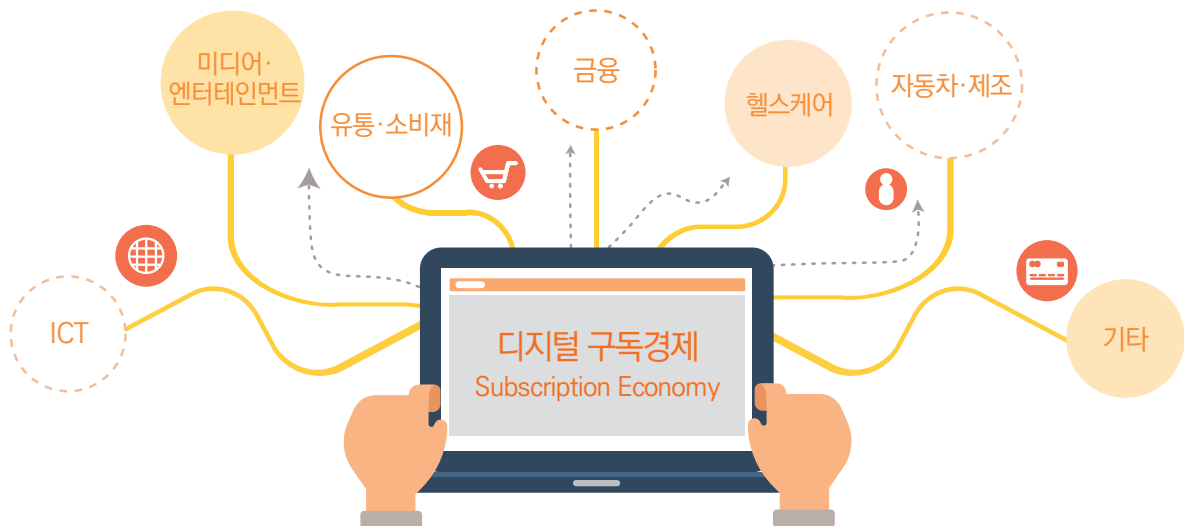 미디어·
엔터테인먼트
유통·소비재
금융
헬스케어
자동차·제조
ICT
기타
디지털 구독경제
Subscription Economy